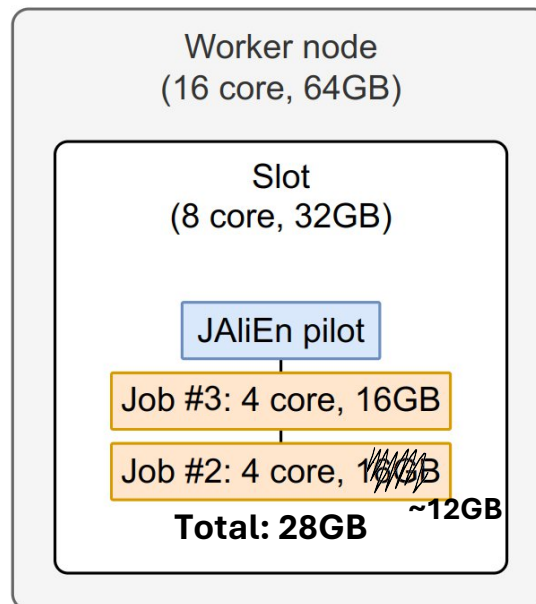 Worker node
(16 core, 64GB)
Slot
(8 core, 32GB)
JAliEn pilot
Job #3: 4 core, 16GB
Job #2: 4 core, 16GB
~12GB
Total: 28GB